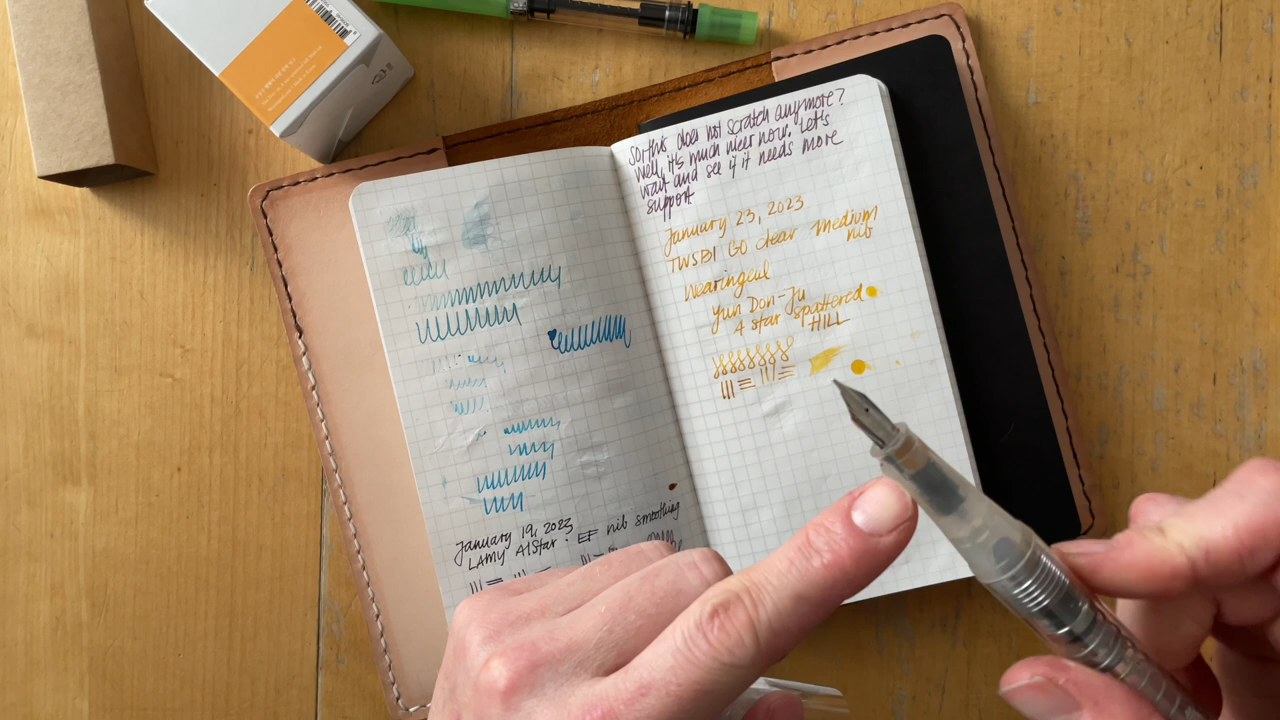 January 19, 2023
LAMY AlStar. EF nib smoothing
So, this does not scratch anymore?
Well, it's much nicer now. Let's
wait and see if it needs more
support
January 23, 2023
TWSBI GO clear medium
nib
Wearingeul
Yun Don-Ju
A star spattered
HILL